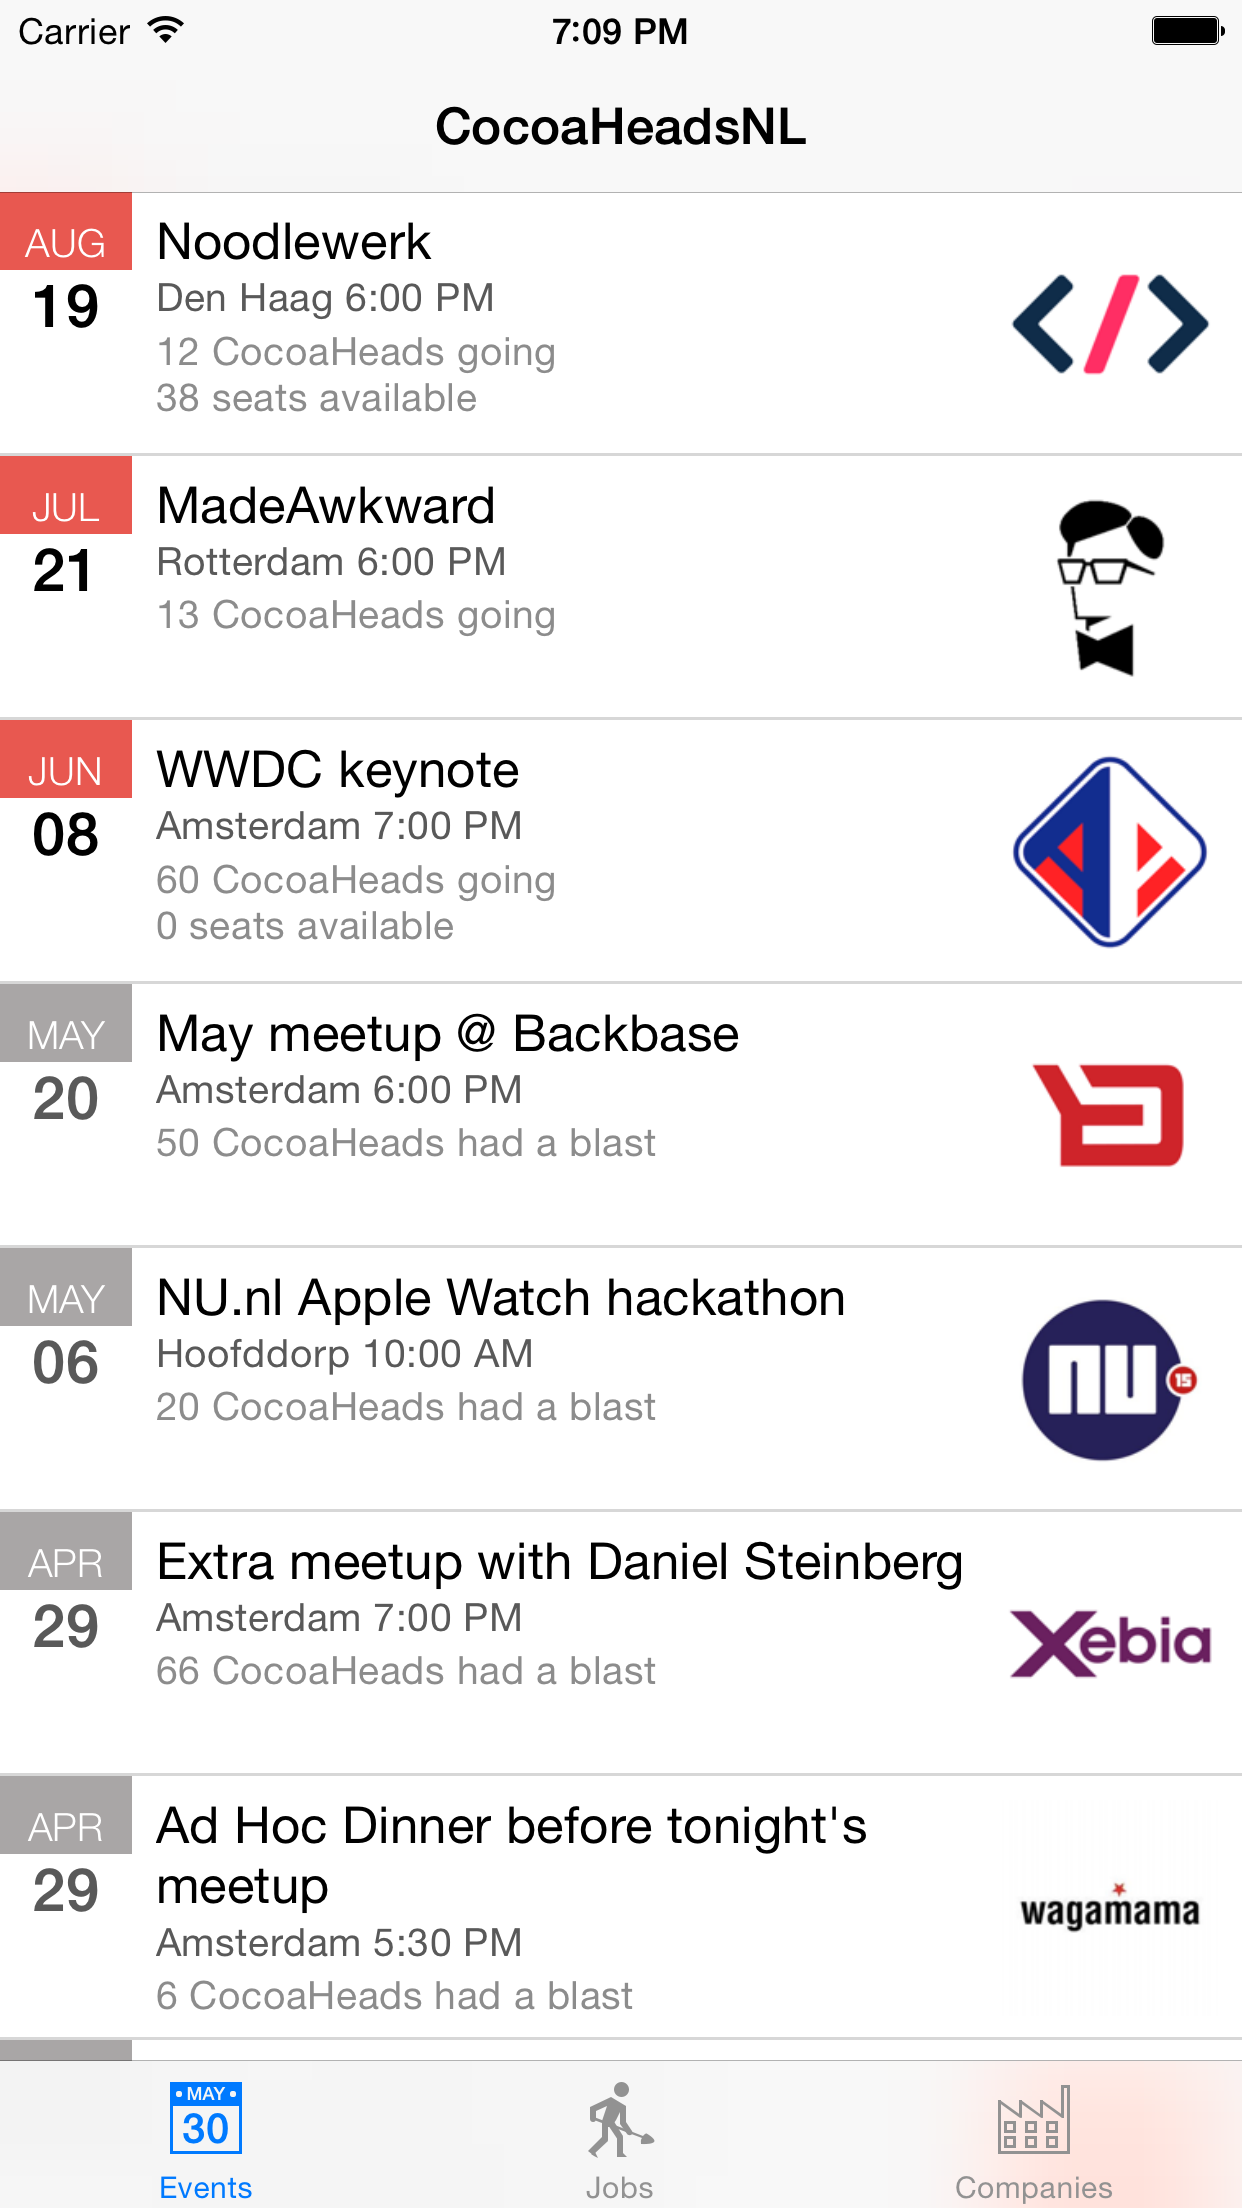 Carrier 7:09 PM
CocoaHeadsNL
AUG
19
Noodlewerk
Den Haag 6:00 PM
12 CocoaHeads going
38 seats available
</>
JUL
21
MadeAwkward
Rotterdam 6:00 PM
13 CocoaHeads going
JUN
08
WWDC keynote
Amsterdam 7:00 PM
60 CocoaHeads going
0 seats available
MAY
20
May meetup @ Backbase
Amsterdam 6:00 PM
50 CocoaHeads had a blast
MAY
06
NU.nl Apple Watch hackathon
Hoofddorp 10:00 AM
20 CocoaHeads had a blast
nu 15
APR
29
Extra meetup with Daniel Steinberg
Amsterdam 7:00 PM
66 CocoaHeads had a blast
Xebia
APR
29
Ad Hoc Dinner before tonight's
meetup
Amsterdam 5:30 PM
6 CocoaHeads had a blast
wagamama
MAY
30
Events
Jobs
Companies